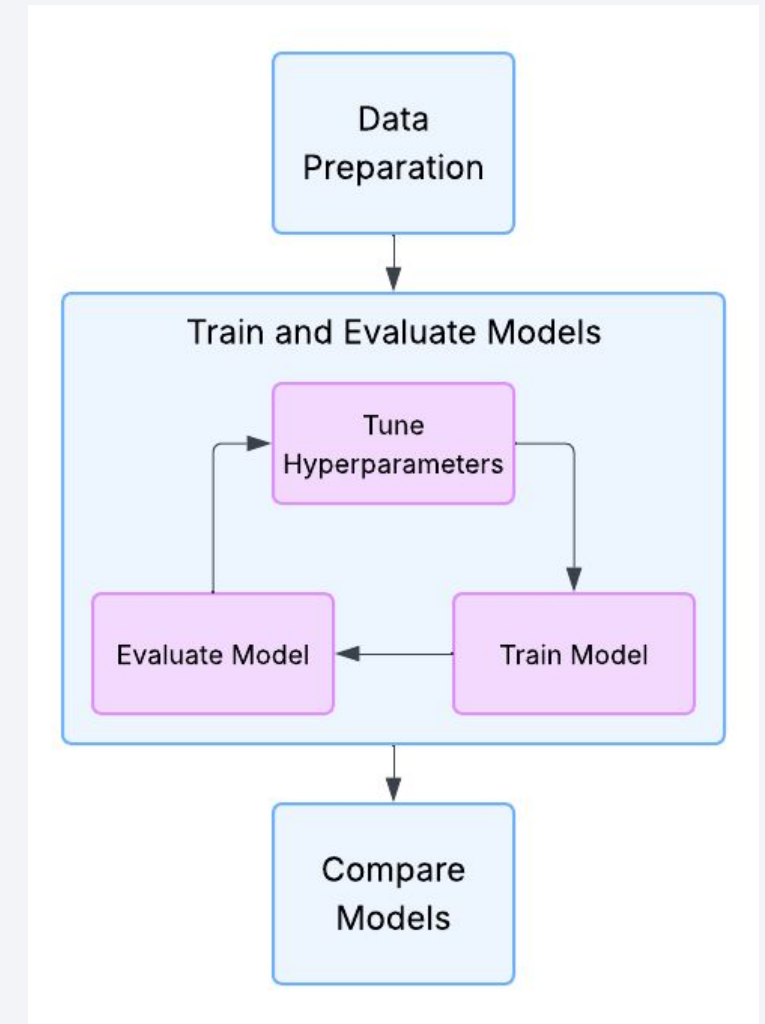 Data
Preparation
Train and Evaluate Models
Tune
Hyperparameters
Evaluate Model
Train Model
Compare
Models